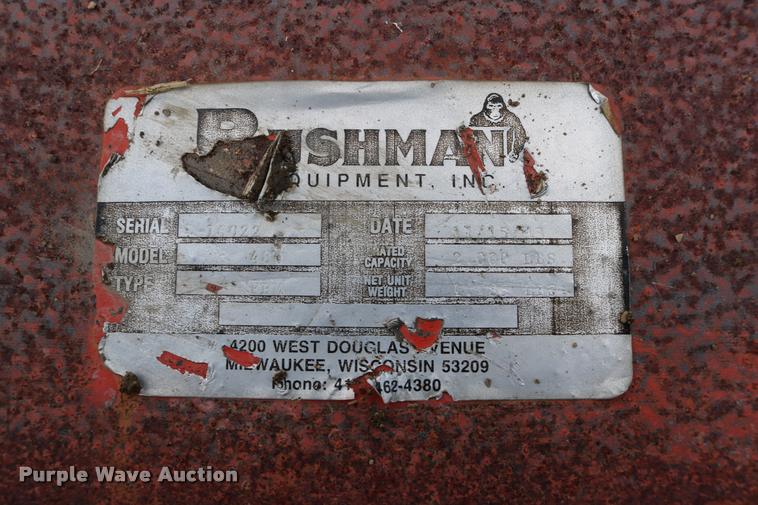 BUSHMAN
EQUIPMENT, INC
SERIAL DATE
MODEL RATED CAPACITY
TYPE NET UNIT WEIGHT
4200 WEST DOUGLAS AVENUE
MILWAUKEE, WISCONSIN 53209
Phone: 462-4380
Purple Wave Auction